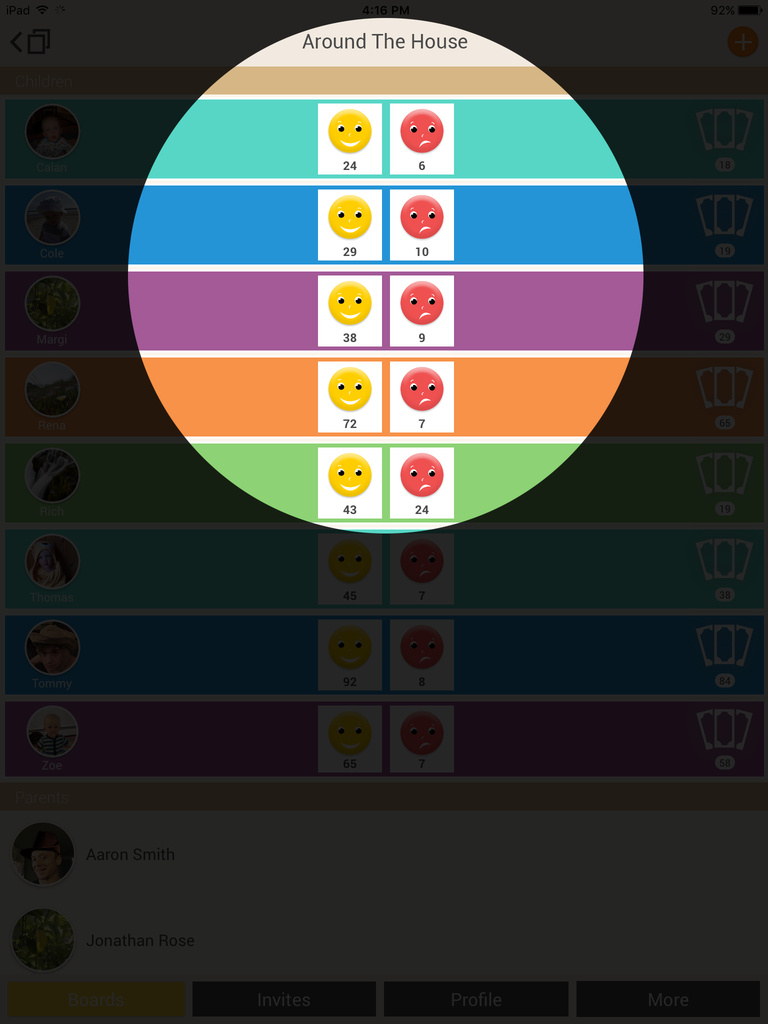 iPad 4:16 PM 92%
Around The House
Children
24 6 18
Catari
29 10 19
Cole
38 9 29
Margi
72 7 65
Rena
43 24 19
Rich
45 7 38
Thomas
92 8 84
Tommy
65 7 58
Zoe
Parents
Aaron Smith
Jonathan Rose
Boards Invites Profile More